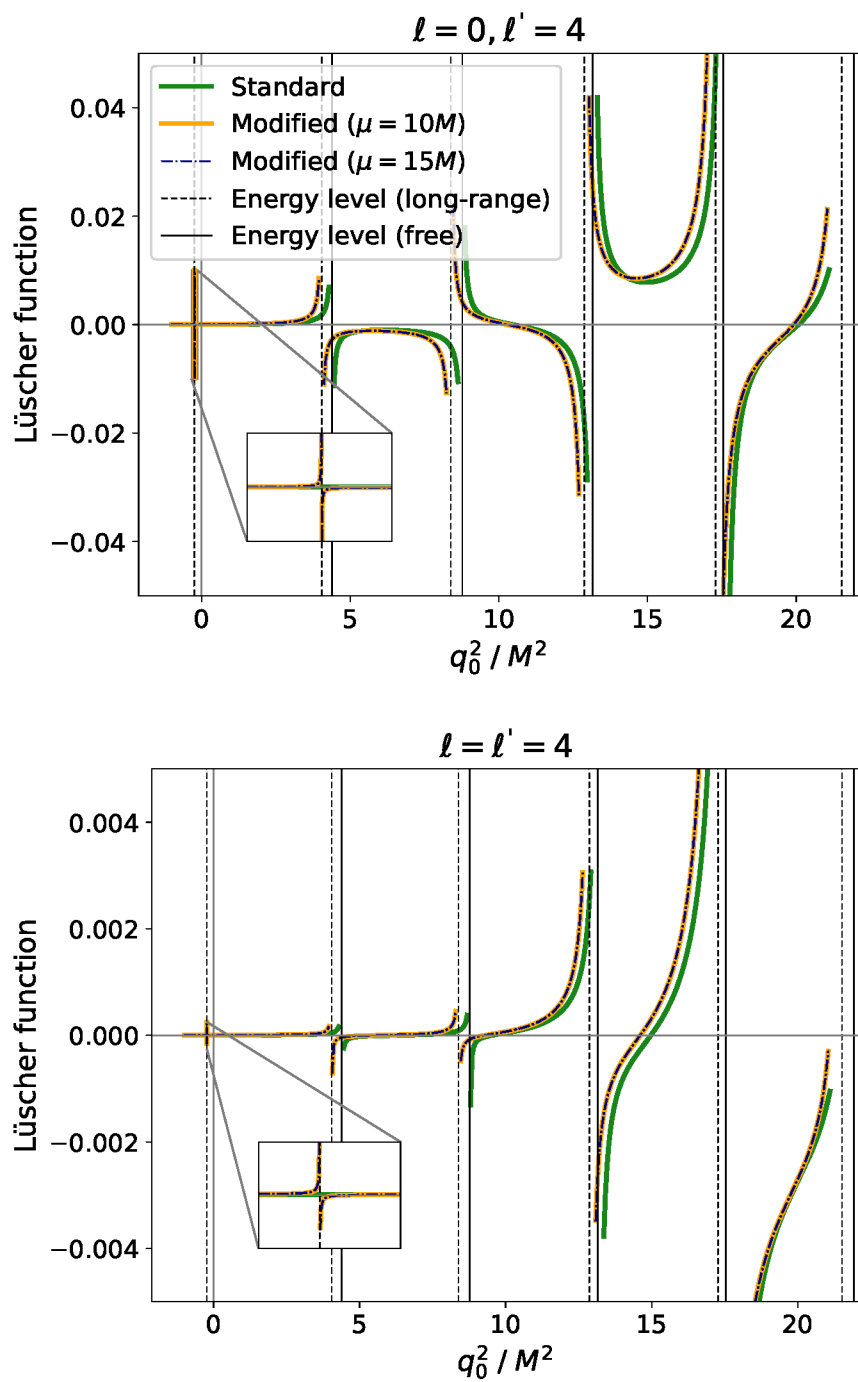 ℓ = 0, ℓ' = 4
Standard
Modified (μ = 10M)
Modified (μ = 15M)
Energy level (long-range)
Energy level (free)
0.04
0.02
0.00
−0.02
−0.04
Lüscher function
0
5
10
15
20
q₀² / M²
ℓ = ℓ' = 4
0.004
0.002
0.000
−0.002
−0.004
Lüscher function
0
5
10
15
20
q₀² / M²